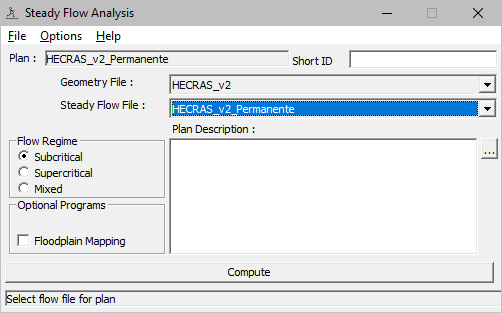 Steady Flow Analysis
File Options Help
Plan : HECRAS_v2_Permanente Short ID
Geometry File : HECRAS_v2
Steady Flow File : HECRAS_v2_Permanente
Plan Description :
Flow Regime
Subcritical
Supercritical
Mixed
...
Optional Programs
Floodplain Mapping
Compute
Select flow file for plan